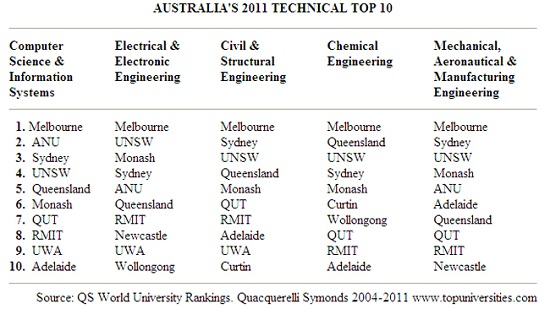 AUSTRALIA'S 2011 TECHNICAL TOP 10
Computer Electrical & Civil & Chemical Mechanical,
Science & Electronic Structural Engineering Aeronautical &
Information Engineering Engineering Manufacturing
Systems Engineering
1. Melbourne Melbourne Melbourne Melbourne Melbourne
2. ANU UNSW Sydney Queensland Sydney
3. Sydney Monash UNSW UNSW UNSW
4. UNSW Sydney Queensland Sydney Monash
5. Queensland ANU Monash Monash ANU
6. Monash Queensland QUT Curtin Adelaide
7. QUT RMIT RMIT Wollongong Queensland
8. RMIT Newcastle Adelaide QUT QUT
9. UWA UWA UWA RMIT RMIT
10. Adelaide Wollongong Curtin Adelaide Newcastle
Source: QS World University Rankings. Quacquerelli Symonds 2004-2011 www.topuniversities.com